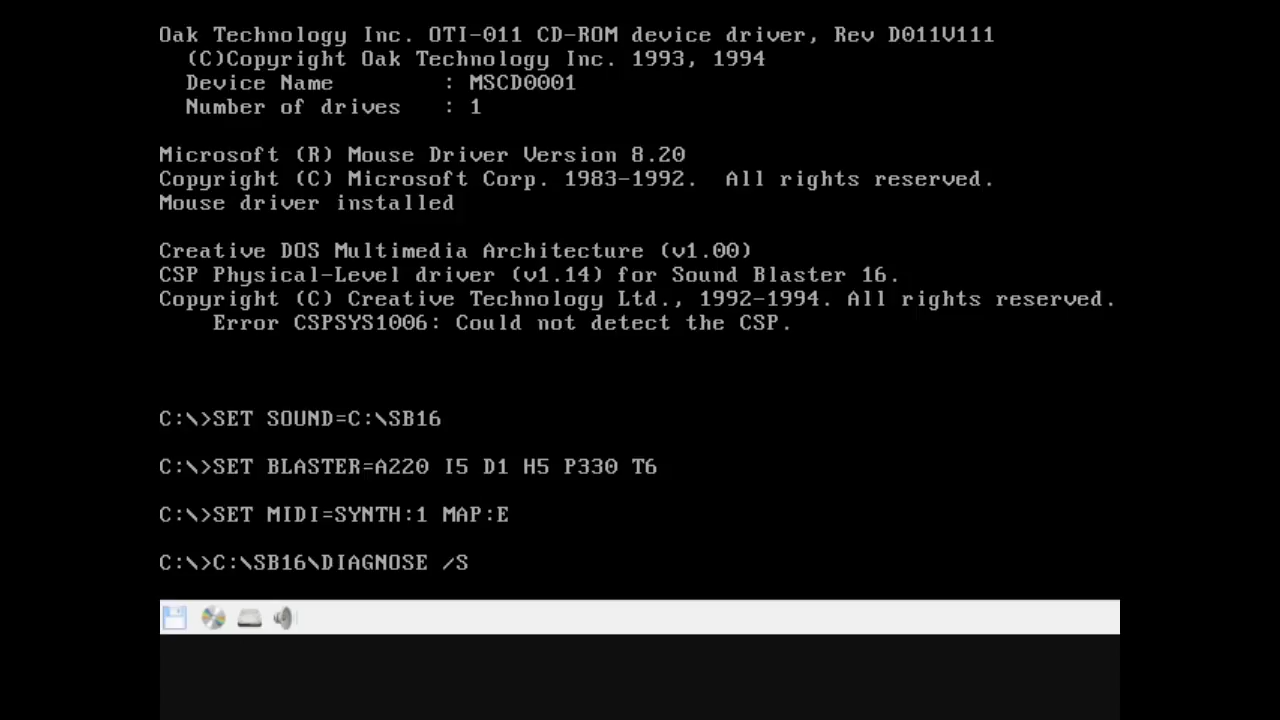 Oak Technology Inc. OTI-011 CD-ROM device driver, Rev D011V111
(C)Copyright Oak Technology Inc. 1993, 1994
Device Name : MSCD0001
Number of drives : 1
Microsoft (R) Mouse Driver Version 8.20
Copyright (C) Microsoft Corp. 1983-1992. All rights reserved.
Mouse driver installed
Creative DOS Multimedia Architecture (v1.00)
CSP Physical-Level driver (v1.14) for Sound Blaster 16.
Copyright (C) Creative Technology Ltd., 1992-1994. All rights reserved.
Error CSPSYS1006: Could not detect the CSP.
C:\>SET SOUND=C:\SB16
C:\>SET BLASTER=A220 I5 D1 H5 P330 T6
C:\>SET MIDI=SYNTH:1 MAP:E
C:\>C:\SB16\DIAGNOSE /S